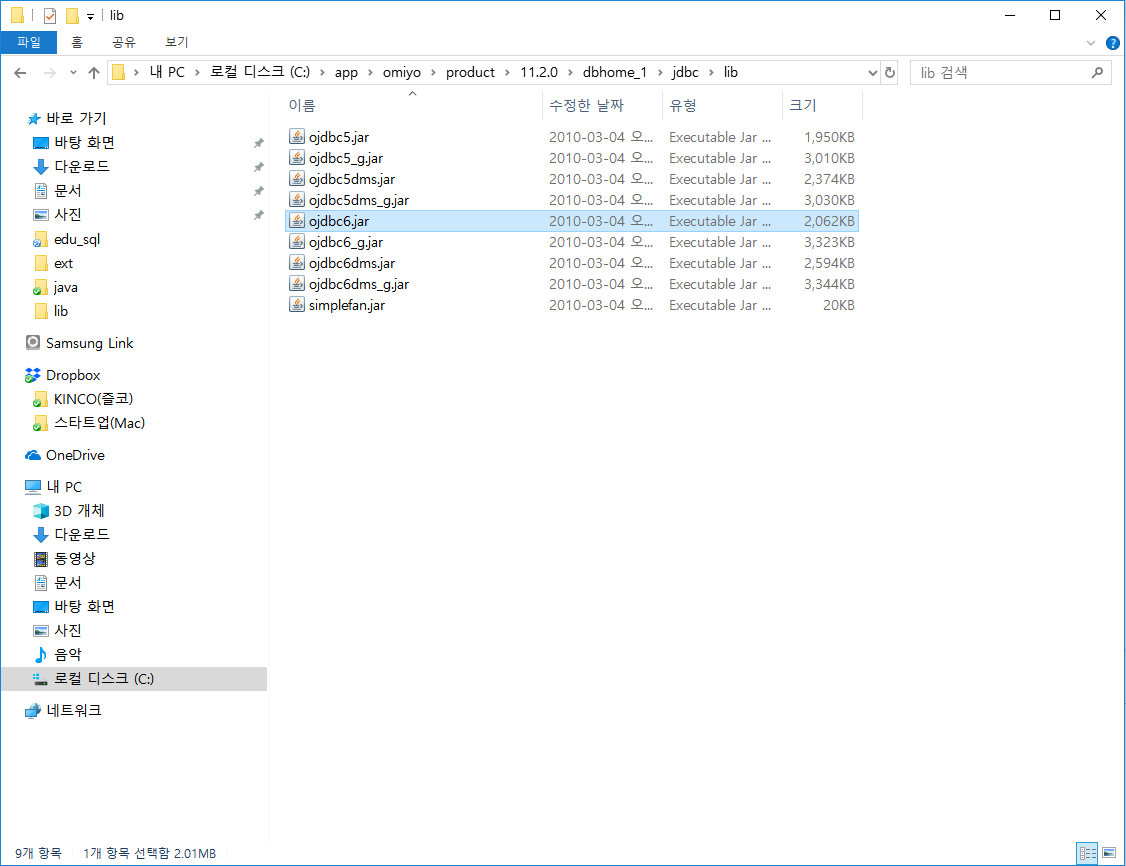 lib
파일 홈 공유 보기
내 PC 로컬 디스크 (C:) app omiyo product 11.2.0 dbhome_1 jdbc lib
lib 검색
바로 가기
바탕 화면
다운로드
문서
사진
edu_sql
ext
java
lib
Samsung Link
Dropbox
KINCO(즐코)
스타트업(Mac)
OneDrive
내 PC
3D 개체
다운로드
동영상
문서
바탕 화면
사진
음악
로컬 디스크 (C:)
네트워크
이름 수정한 날짜 유형 크기
ojdbc5.jar 2010-03-04 오... Executable Jar ... 1,950KB
ojdbc5_g.jar 2010-03-04 오... Executable Jar ... 3,010KB
ojdbc5dms.jar 2010-03-04 오... Executable Jar ... 2,374KB
ojdbc5dms_g.jar 2010-03-04 오... Executable Jar ... 3,030KB
ojdbc6.jar 2010-03-04 오... Executable Jar ... 2,062KB
ojdbc6_g.jar 2010-03-04 오... Executable Jar ... 3,323KB
ojdbc6dms.jar 2010-03-04 오... Executable Jar ... 2,594KB
ojdbc6dms_g.jar 2010-03-04 오... Executable Jar ... 3,344KB
simplefan.jar 2010-03-04 오... Executable Jar ... 20KB
9개 항목 1개 항목 선택함 2.01MB